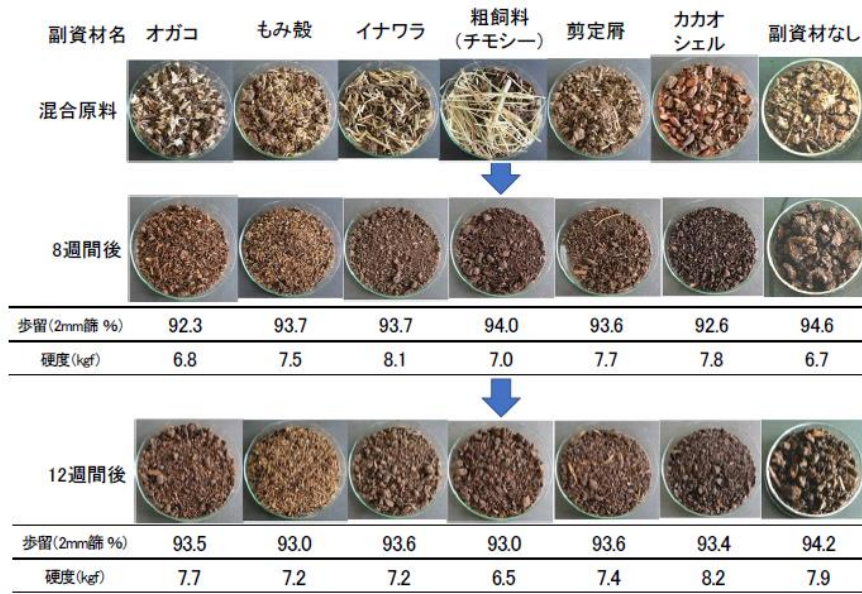 副資材名 オガコ もみ殻 イナワラ 粗飼料(チモシー) 剪定屑 カカオシェル 副資材なし
混合原料
8週間後
歩留(2mm篩 %) 92.3 93.7 93.7 94.0 93.6 92.6 94.6
硬度(kgf) 6.8 7.5 8.1 7.0 7.7 7.8 6.7
12週間後
歩留(2mm篩 %) 93.5 93.0 93.6 93.0 93.6 93.4 94.2
硬度(kgf) 7.7 7.2 7.2 6.5 7.4 8.2 7.9